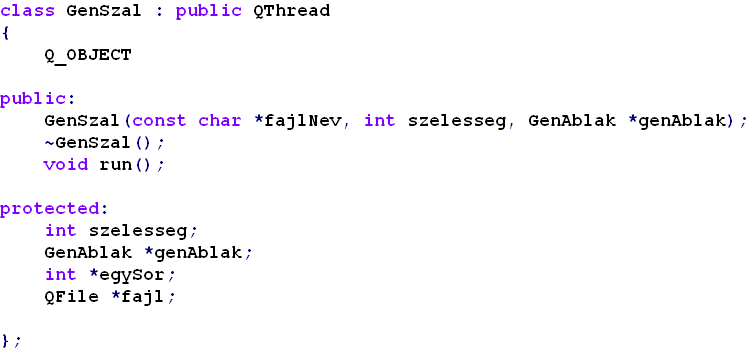 class GenSzal : public QThread
{
    Q_OBJECT
public:
    GenSzal(const char *fajlNev, int szelesseg, GenAblak *genAblak);
    ~GenSzal();
    void run();
protected:
    int szelesseg;
    GenAblak *genAblak;
    int *egySor;
    QFile *fajl;
};